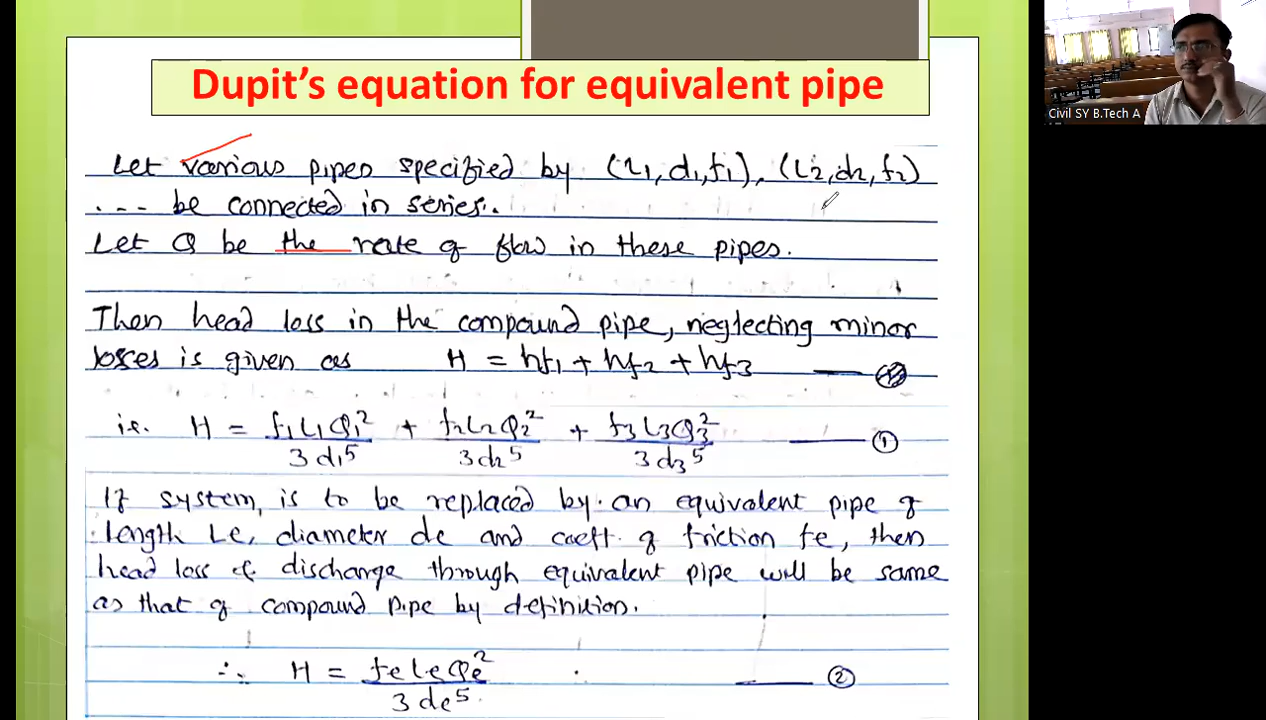 Dupit's equation for equivalent pipe
Civil SY B.Tech A
Let various pipes specified by (L1, d1, f1), (L2, d2, f2)
--- be connected in series.
Let Q be the rate of flow in these pipes.
Then head loss in the compound pipe, neglecting minor
losses is given as H = hf1 + hf2 + hf3
i.e. H = f1L1Q1²/3d1⁵ + f2L2Q2²/3d2⁵ + f3L3Q3²/3d3⁵ —— ①
If system, is to be replaced by an equivalent pipe of
length Le, diameter de and coeft. of friction fe, then
head loss & discharge through equivalent pipe will be same
as that of compound pipe by definition.
∴ H = feLeQe²/3de⁵ —— ②